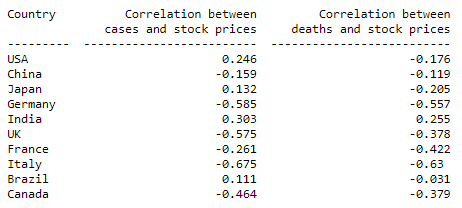 Country Correlation between Correlation between
cases and stock prices deaths and stock prices
--------- -------------------------- ---------------------------
USA 0.246 -0.176
China -0.159 -0.119
Japan 0.132 -0.205
Germany -0.585 -0.557
India 0.303 0.255
UK -0.575 -0.378
France -0.261 -0.422
Italy -0.675 -0.63
Brazil 0.111 -0.031
Canada -0.464 -0.379